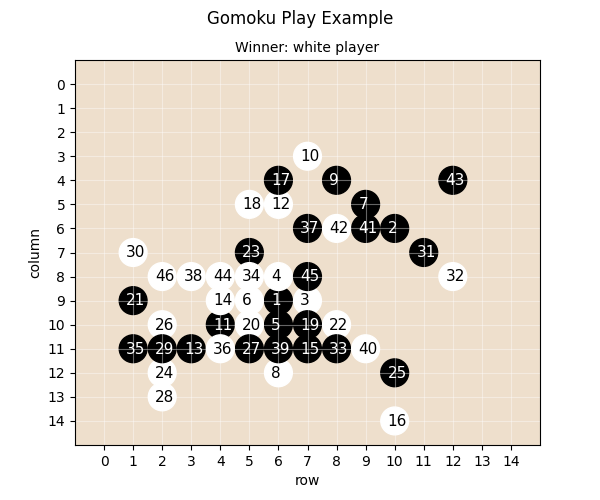 Gomoku Play Example
Winner: white player
0
1
2
3 10
4 17 9 43
5 18 12 7
6 37 42 41 2
7 30 23 31
8 46 38 44 34 4 45 32
9 21 14 6 1 3
10 26 11 20 5 19 22
11 35 29 13 36 27 39 15 33 40
12 24 8 25
13 28
14 16
column
0 1 2 3 4 5 6 7 8 9 10 11 12 13 14
row